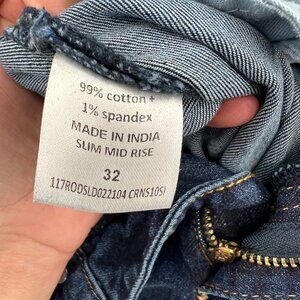 99% cotton +
1% spandex
MADE IN INDIA
SLIM MID RISE
32
117RODSLD022104 CRNS10SI